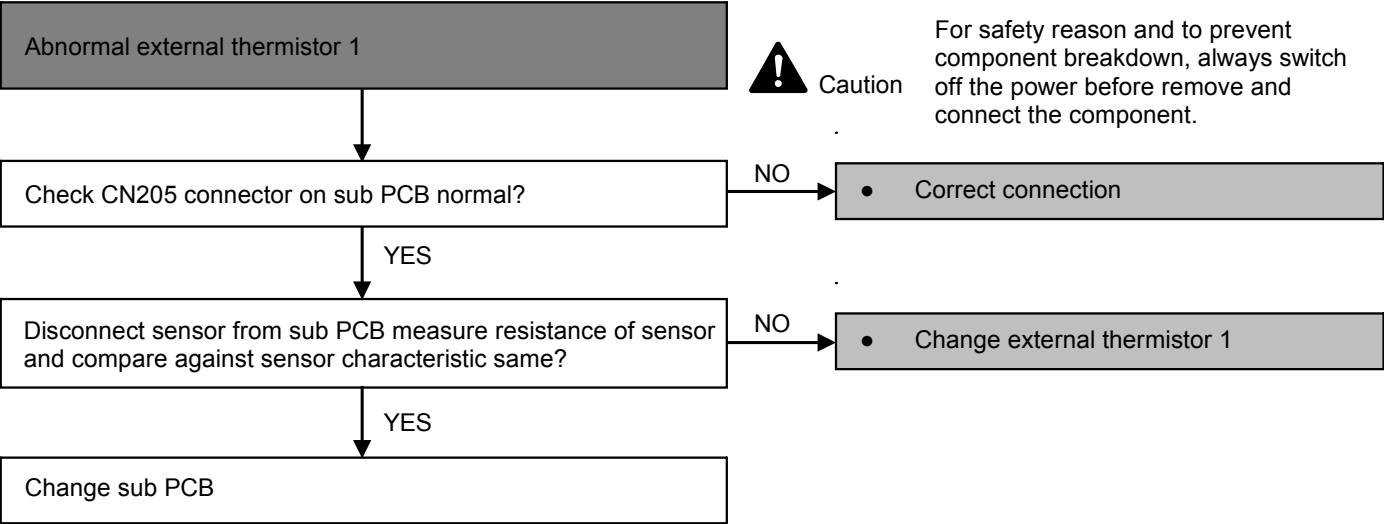 Abnormal external thermistor 1
Caution
For safety reason and to prevent
component breakdown, always switch
off the power before remove and
connect the component.
Check CN205 connector on sub PCB normal?
NO
● Correct connection
YES
Disconnect sensor from sub PCB measure resistance of sensor
and compare against sensor characteristic same?
NO
● Change external thermistor 1
YES
Change sub PCB